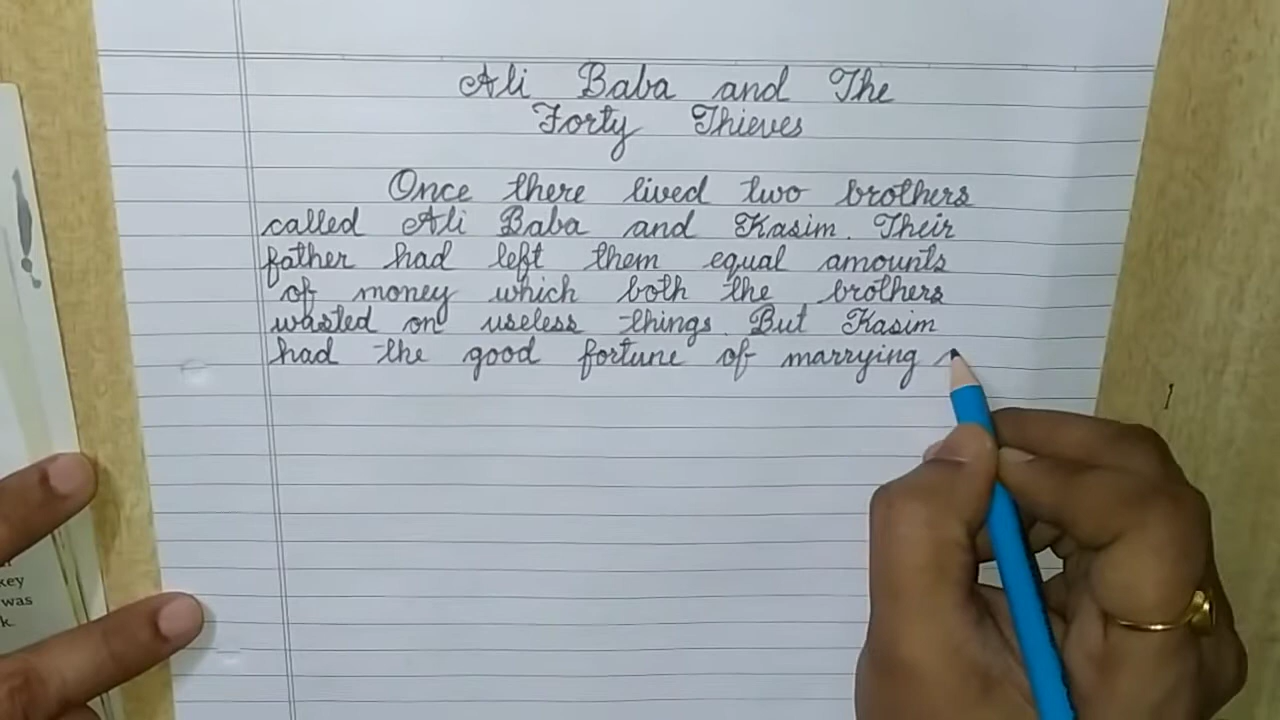 Ali Baba and The
Forty Thieves
Once there lived two brothers
called Ali Baba and Kasim. Their
father had left them equal amounts
of money which both the brothers
wasted on useless things. But Kasim
had the good fortune of marrying
key
was
k.